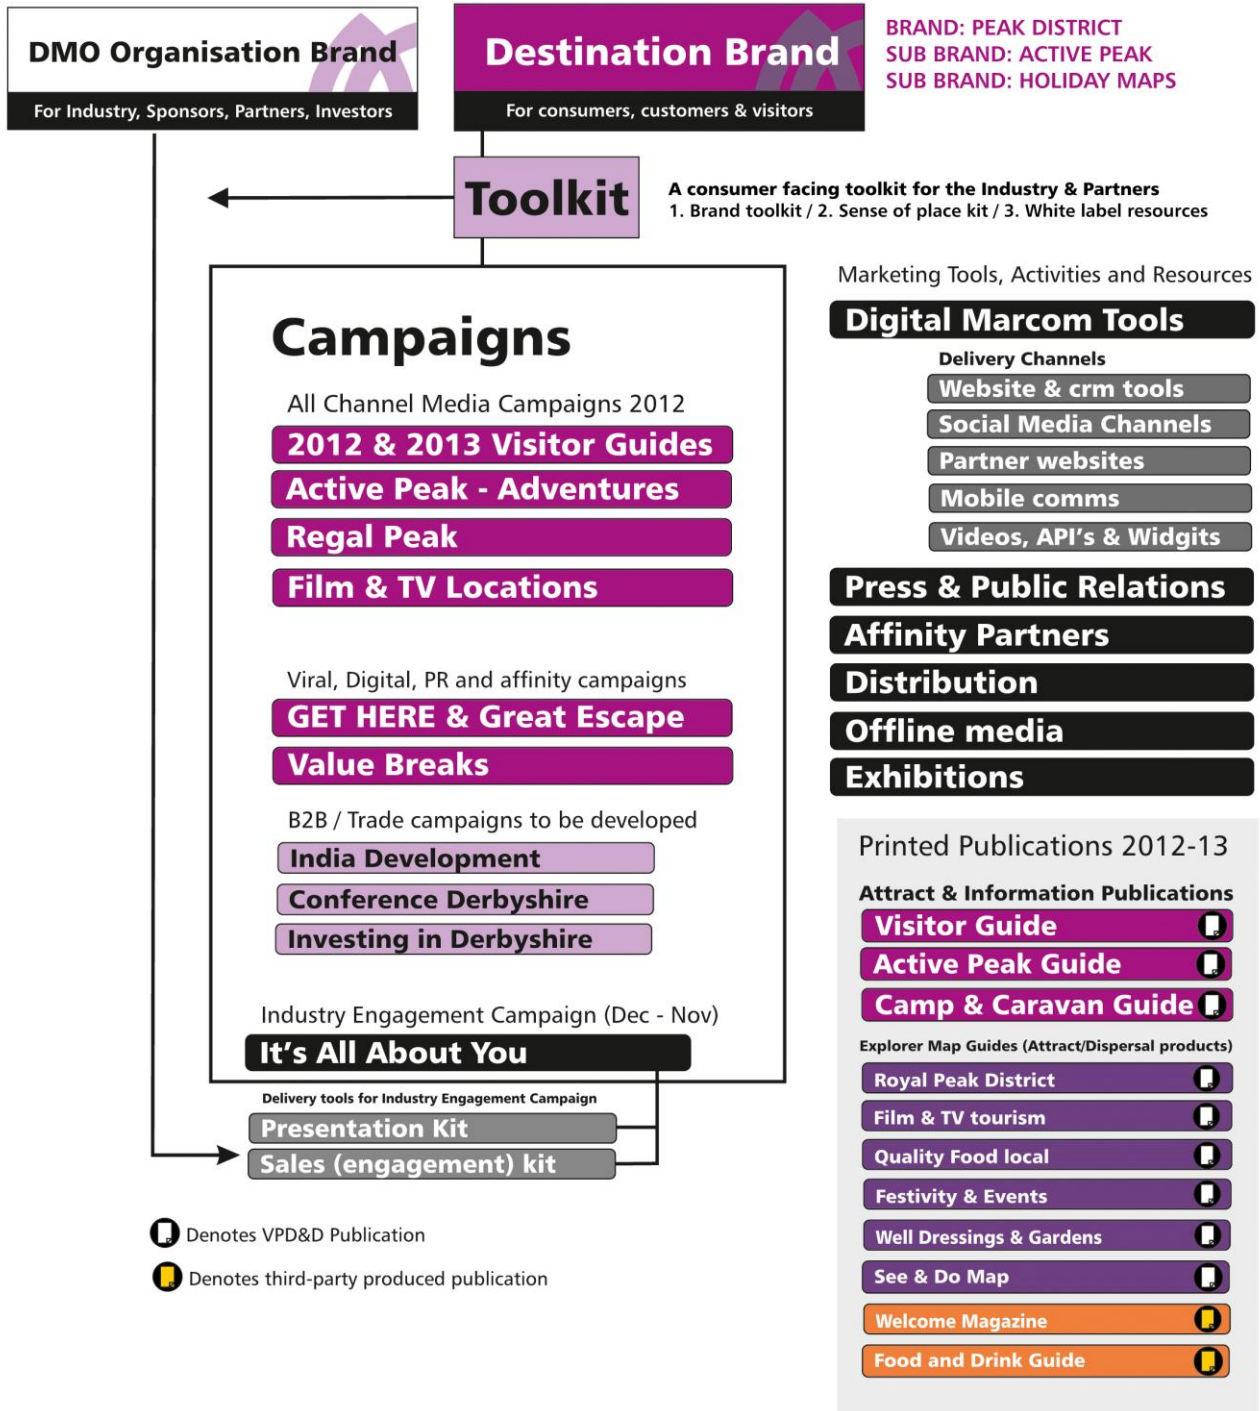 DMO Organisation Brand
For Industry, Sponsors, Partners, Investors
Destination Brand
For consumers, customers & visitors
BRAND: PEAK DISTRICT
SUB BRAND: ACTIVE PEAK
SUB BRAND: HOLIDAY MAPS
Toolkit
A consumer facing toolkit for the Industry & Partners
1. Brand toolkit / 2. Sense of place kit / 3. White label resources
Campaigns
All Channel Media Campaigns 2012
2012 & 2013 Visitor Guides
Active Peak - Adventures
Regal Peak
Film & TV Locations
Viral, Digital, PR and affinity campaigns
GET HERE & Great Escape
Value Breaks
B2B / Trade campaigns to be developed
India Development
Conference Derbyshire
Investing in Derbyshire
Industry Engagement Campaign (Dec - Nov)
It's All About You
Delivery tools for Industry Engagement Campaign
Presentation Kit
Sales (engagement) kit
Denotes VPD&D Publication
Denotes third-party produced publication
Marketing Tools, Activities and Resources
Digital Marcom Tools
Delivery Channels
Website & crm tools
Social Media Channels
Partner websites
Mobile comms
Videos, API's & Widgits
Press & Public Relations
Affinity Partners
Distribution
Offline media
Exhibitions
Printed Publications 2012-13
Attract & Information Publications
Visitor Guide
Active Peak Guide
Camp & Caravan Guide
Explorer Map Guides (Attract/Dispersal products)
Royal Peak District
Film & TV tourism
Quality Food local
Festivity & Events
Well Dressings & Gardens
See & Do Map
Welcome Magazine
Food and Drink Guide